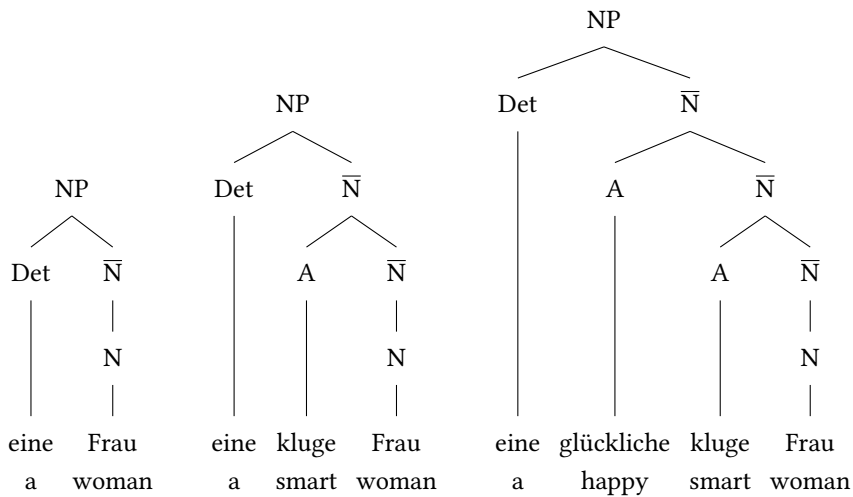 NP
Det N̅
NP
Det N̅
A N̅
NP
Det N̅
N
A N̅
N
A N̅
N
eine Frau eine kluge Frau eine glückliche kluge Frau
a woman a smart woman a happy smart woman